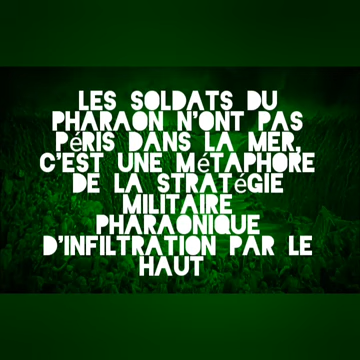 LES SOLDATS DU
PHARAON N'ONT PAS
PéRIS DANS LA MER,
C'EST UNE MéTAPHORE
DE LA STRATéGIE
MILITAIRE
PHARAONIQUE
D'INFILTRATION PAR LE
HAUT